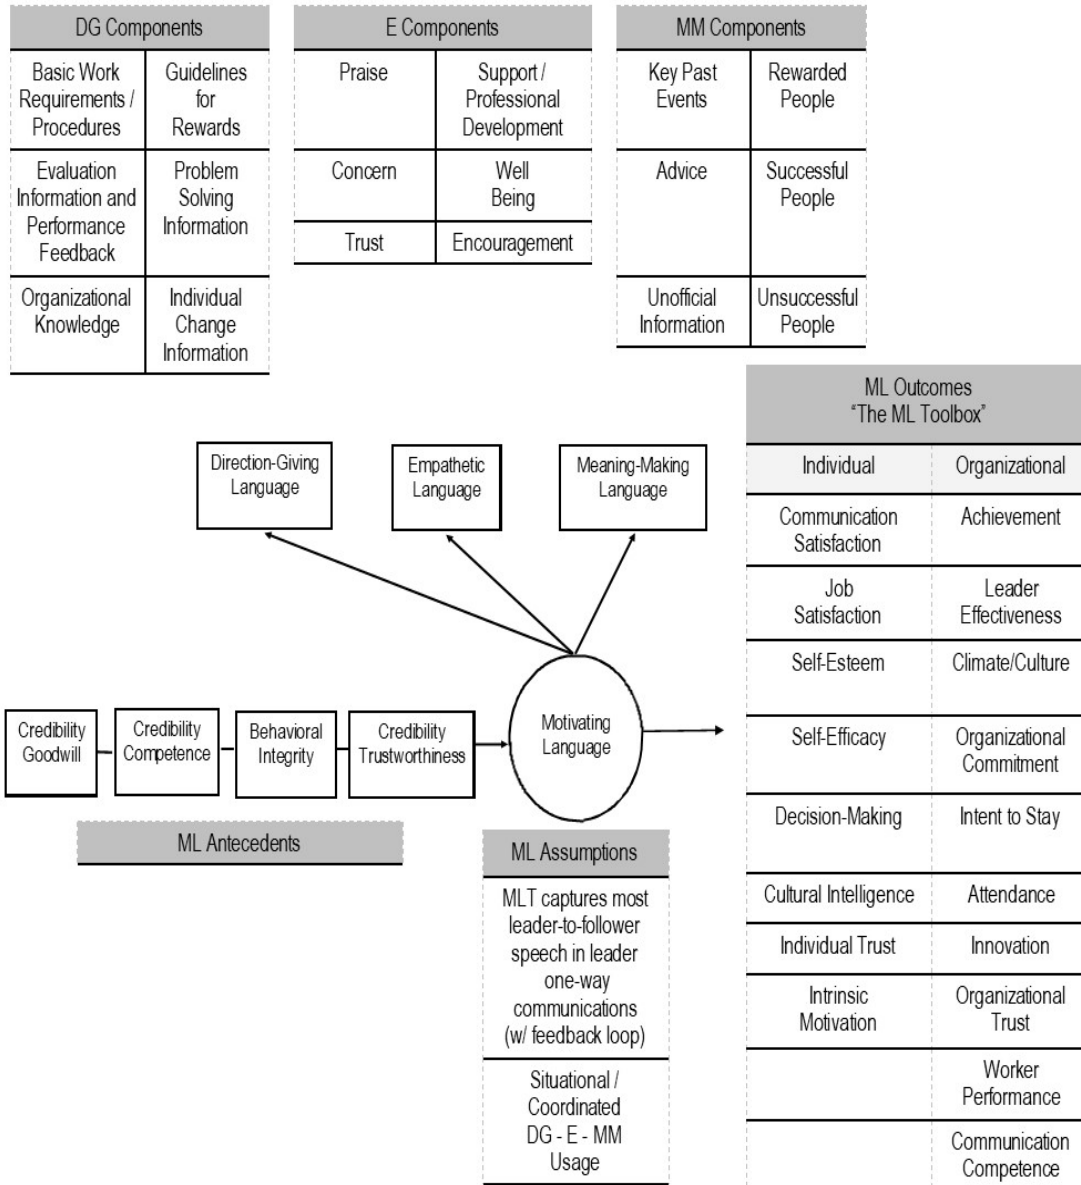 DG Components
Basic Work
Requirements /
Procedures
Guidelines
for
Rewards
Evaluation
Information and
Performance
Feedback
Problem
Solving
Information
Organizational
Knowledge
Individual
Change
Information
E Components
Praise
Support /
Professional
Development
Concern
Well
Being
Trust
Encouragement
MM Components
Key Past
Events
Rewarded
People
Advice
Successful
People
Unofficial
Information
Unsuccessful
People
Direction-Giving
Language
Empathetic
Language
Meaning-Making
Language
Credibility
Goodwill
Credibility
Competence
Behavioral
Integrity
Credibility
Trustworthiness
Motivating
Language
ML Antecedents
ML Assumptions
MLT captures most
leader-to-follower
speech in leader
one-way
communications
(w/ feedback loop)
Situational /
Coordinated
DG - E - MM
Usage
ML Outcomes
“The ML Toolbox”
Individual
Organizational
Communication
Satisfaction
Achievement
Job
Satisfaction
Leader
Effectiveness
Self-Esteem
Climate/Culture
Self-Efficacy
Organizational
Commitment
Decision-Making
Intent to Stay
Cultural Intelligence
Attendance
Individual Trust
Innovation
Intrinsic
Motivation
Organizational
Trust
Worker
Performance
Communication
Competence